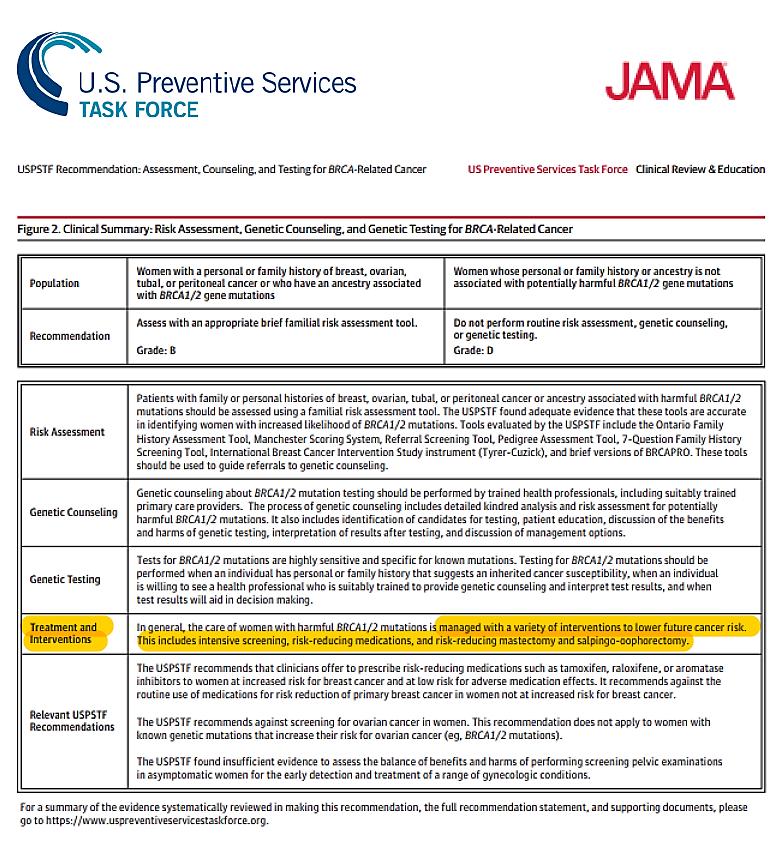 U.S. Preventive Services
TASK FORCE
JAMA
USPSTF Recommendation: Assessment, Counseling, and Testing for BRCA-Related Cancer
US Preventive Services Task Force Clinical Review & Education
Figure 2. Clinical Summary: Risk Assessment, Genetic Counseling, and Genetic Testing for BRCA-Related Cancer
Population
Women with a personal or family history of breast, ovarian,
tubal, or peritoneal cancer or who have an ancestry associated
with BRCA1/2 gene mutations
Women whose personal or family history or ancestry is not
associated with potentially harmful BRCA1/2 gene mutations
Recommendation
Assess with an appropriate brief familial risk assessment tool.
Grade: B
Do not perform routine risk assessment, genetic counseling,
or genetic testing.
Grade: D
Risk Assessment
Patients with family or personal histories of breast, ovarian, tubal, or peritoneal cancer or ancestry associated with harmful BRCA1/2
mutations should be assessed using a familial risk assessment tool. The USPSTF found adequate evidence that these tools are accurate
in identifying women with increased likelihood of BRCA1/2 mutations. Tools evaluated by the USPSTF include the Ontario Family
History Assessment Tool, Manchester Scoring System, Referral Screening Tool, Pedigree Assessment Tool, 7-Question Family History
Screening Tool, International Breast Cancer Intervention Study instrument (Tyrer-Cuzick), and brief versions of BRCAPRO. These tools
should be used to guide referrals to genetic counseling.
Genetic Counseling
Genetic counseling about BRCA1/2 mutation testing should be performed by trained health professionals, including suitably trained
primary care providers. The process of genetic counseling includes detailed kindred analysis and risk assessment for potentially
harmful BRCA1/2 mutations. It also includes identification of candidates for testing, patient education, discussion of the benefits
and harms of genetic testing, interpretation of results after testing, and discussion of management options.
Genetic Testing
Tests for BRCA1/2 mutations are highly sensitive and specific for known mutations. Testing for BRCA1/2 mutations should be
performed when an individual has personal or family history that suggests an inherited cancer susceptibility, when an individual
is willing to see a health professional who is suitably trained to provide genetic counseling and interpret test results, and when
test results will aid in decision making.
Treatment and
Interventions
In general, the care of women with harmful BRCA1/2 mutations is managed with a variety of interventions to lower future cancer risk.
This includes intensive screening, risk-reducing medications, and risk-reducing mastectomy and salpingo-oophorectomy.
Relevant USPSTF
Recommendations
The USPSTF recommends that clinicians offer to prescribe risk-reducing medications such as tamoxifen, raloxifene, or aromatase
inhibitors to women at increased risk for breast cancer and at low risk for adverse medication effects. It recommends against the
routine use of medications for risk reduction of primary breast cancer in women not at increased risk for breast cancer.
The USPSTF recommends against screening for ovarian cancer in women. This recommendation does not apply to women with
known genetic mutations that increase their risk for ovarian cancer (eg, BRCA1/2 mutations).
The USPSTF found insufficient evidence to assess the balance of benefits and harms of performing screening pelvic examinations
in asymptomatic women for the early detection and treatment of a range of gynecologic conditions.
For a summary of the evidence systematically reviewed in making this recommendation, the full recommendation statement, and supporting documents, please
go to https://www.uspreventiveservicestaskforce.org.